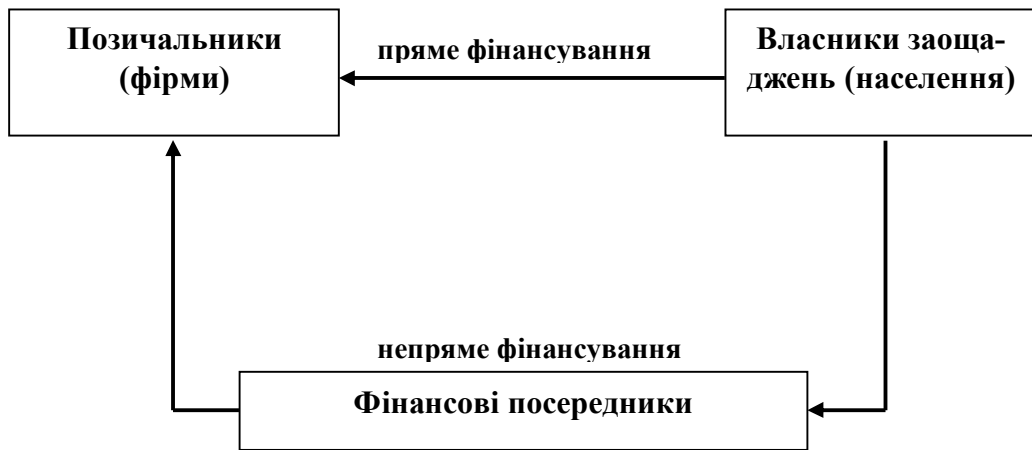 Позичальники
(фірми)
пряме фінансування
Власники заоща-
джень (населення)
непряме фінансування
Фінансові посередники